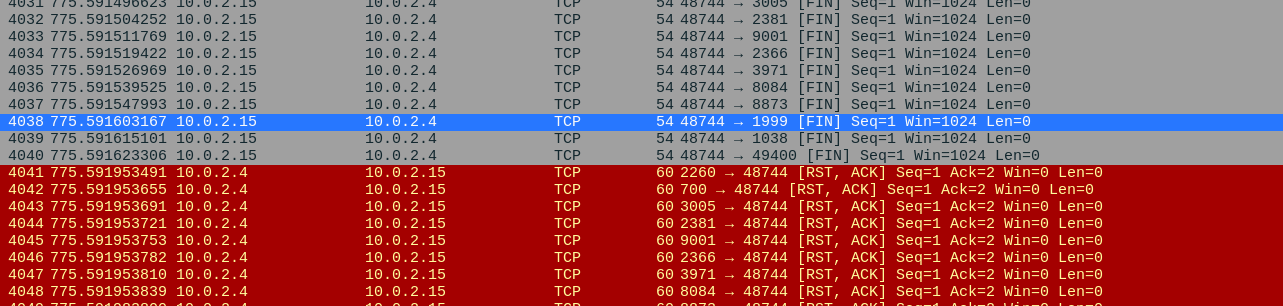 4031 775.591496623 10.0.2.15 10.0.2.4 TCP 54 48744 → 3005 [FIN] Seq=1 Win=1024 Len=0
4032 775.591504252 10.0.2.15 10.0.2.4 TCP 54 48744 → 2381 [FIN] Seq=1 Win=1024 Len=0
4033 775.591511769 10.0.2.15 10.0.2.4 TCP 54 48744 → 9001 [FIN] Seq=1 Win=1024 Len=0
4034 775.591519422 10.0.2.15 10.0.2.4 TCP 54 48744 → 2366 [FIN] Seq=1 Win=1024 Len=0
4035 775.591526969 10.0.2.15 10.0.2.4 TCP 54 48744 → 3971 [FIN] Seq=1 Win=1024 Len=0
4036 775.591539525 10.0.2.15 10.0.2.4 TCP 54 48744 → 8084 [FIN] Seq=1 Win=1024 Len=0
4037 775.591547993 10.0.2.15 10.0.2.4 TCP 54 48744 → 8873 [FIN] Seq=1 Win=1024 Len=0
4038 775.591603167 10.0.2.15 10.0.2.4 TCP 54 48744 → 1999 [FIN] Seq=1 Win=1024 Len=0
4039 775.591615101 10.0.2.15 10.0.2.4 TCP 54 48744 → 1038 [FIN] Seq=1 Win=1024 Len=0
4040 775.591623306 10.0.2.15 10.0.2.4 TCP 54 48744 → 49400 [FIN] Seq=1 Win=1024 Len=0
4041 775.591953491 10.0.2.4 10.0.2.15 TCP 60 2260 → 48744 [RST, ACK] Seq=1 Ack=2 Win=0 Len=0
4042 775.591953655 10.0.2.4 10.0.2.15 TCP 60 700 → 48744 [RST, ACK] Seq=1 Ack=2 Win=0 Len=0
4043 775.591953691 10.0.2.4 10.0.2.15 TCP 60 3005 → 48744 [RST, ACK] Seq=1 Ack=2 Win=0 Len=0
4044 775.591953721 10.0.2.4 10.0.2.15 TCP 60 2381 → 48744 [RST, ACK] Seq=1 Ack=2 Win=0 Len=0
4045 775.591953753 10.0.2.4 10.0.2.15 TCP 60 9001 → 48744 [RST, ACK] Seq=1 Ack=2 Win=0 Len=0
4046 775.591953782 10.0.2.4 10.0.2.15 TCP 60 2366 → 48744 [RST, ACK] Seq=1 Ack=2 Win=0 Len=0
4047 775.591953810 10.0.2.4 10.0.2.15 TCP 60 3971 → 48744 [RST, ACK] Seq=1 Ack=2 Win=0 Len=0
4048 775.591953839 10.0.2.4 10.0.2.15 TCP 60 8084 → 48744 [RST, ACK] Seq=1 Ack=2 Win=0 Len=0